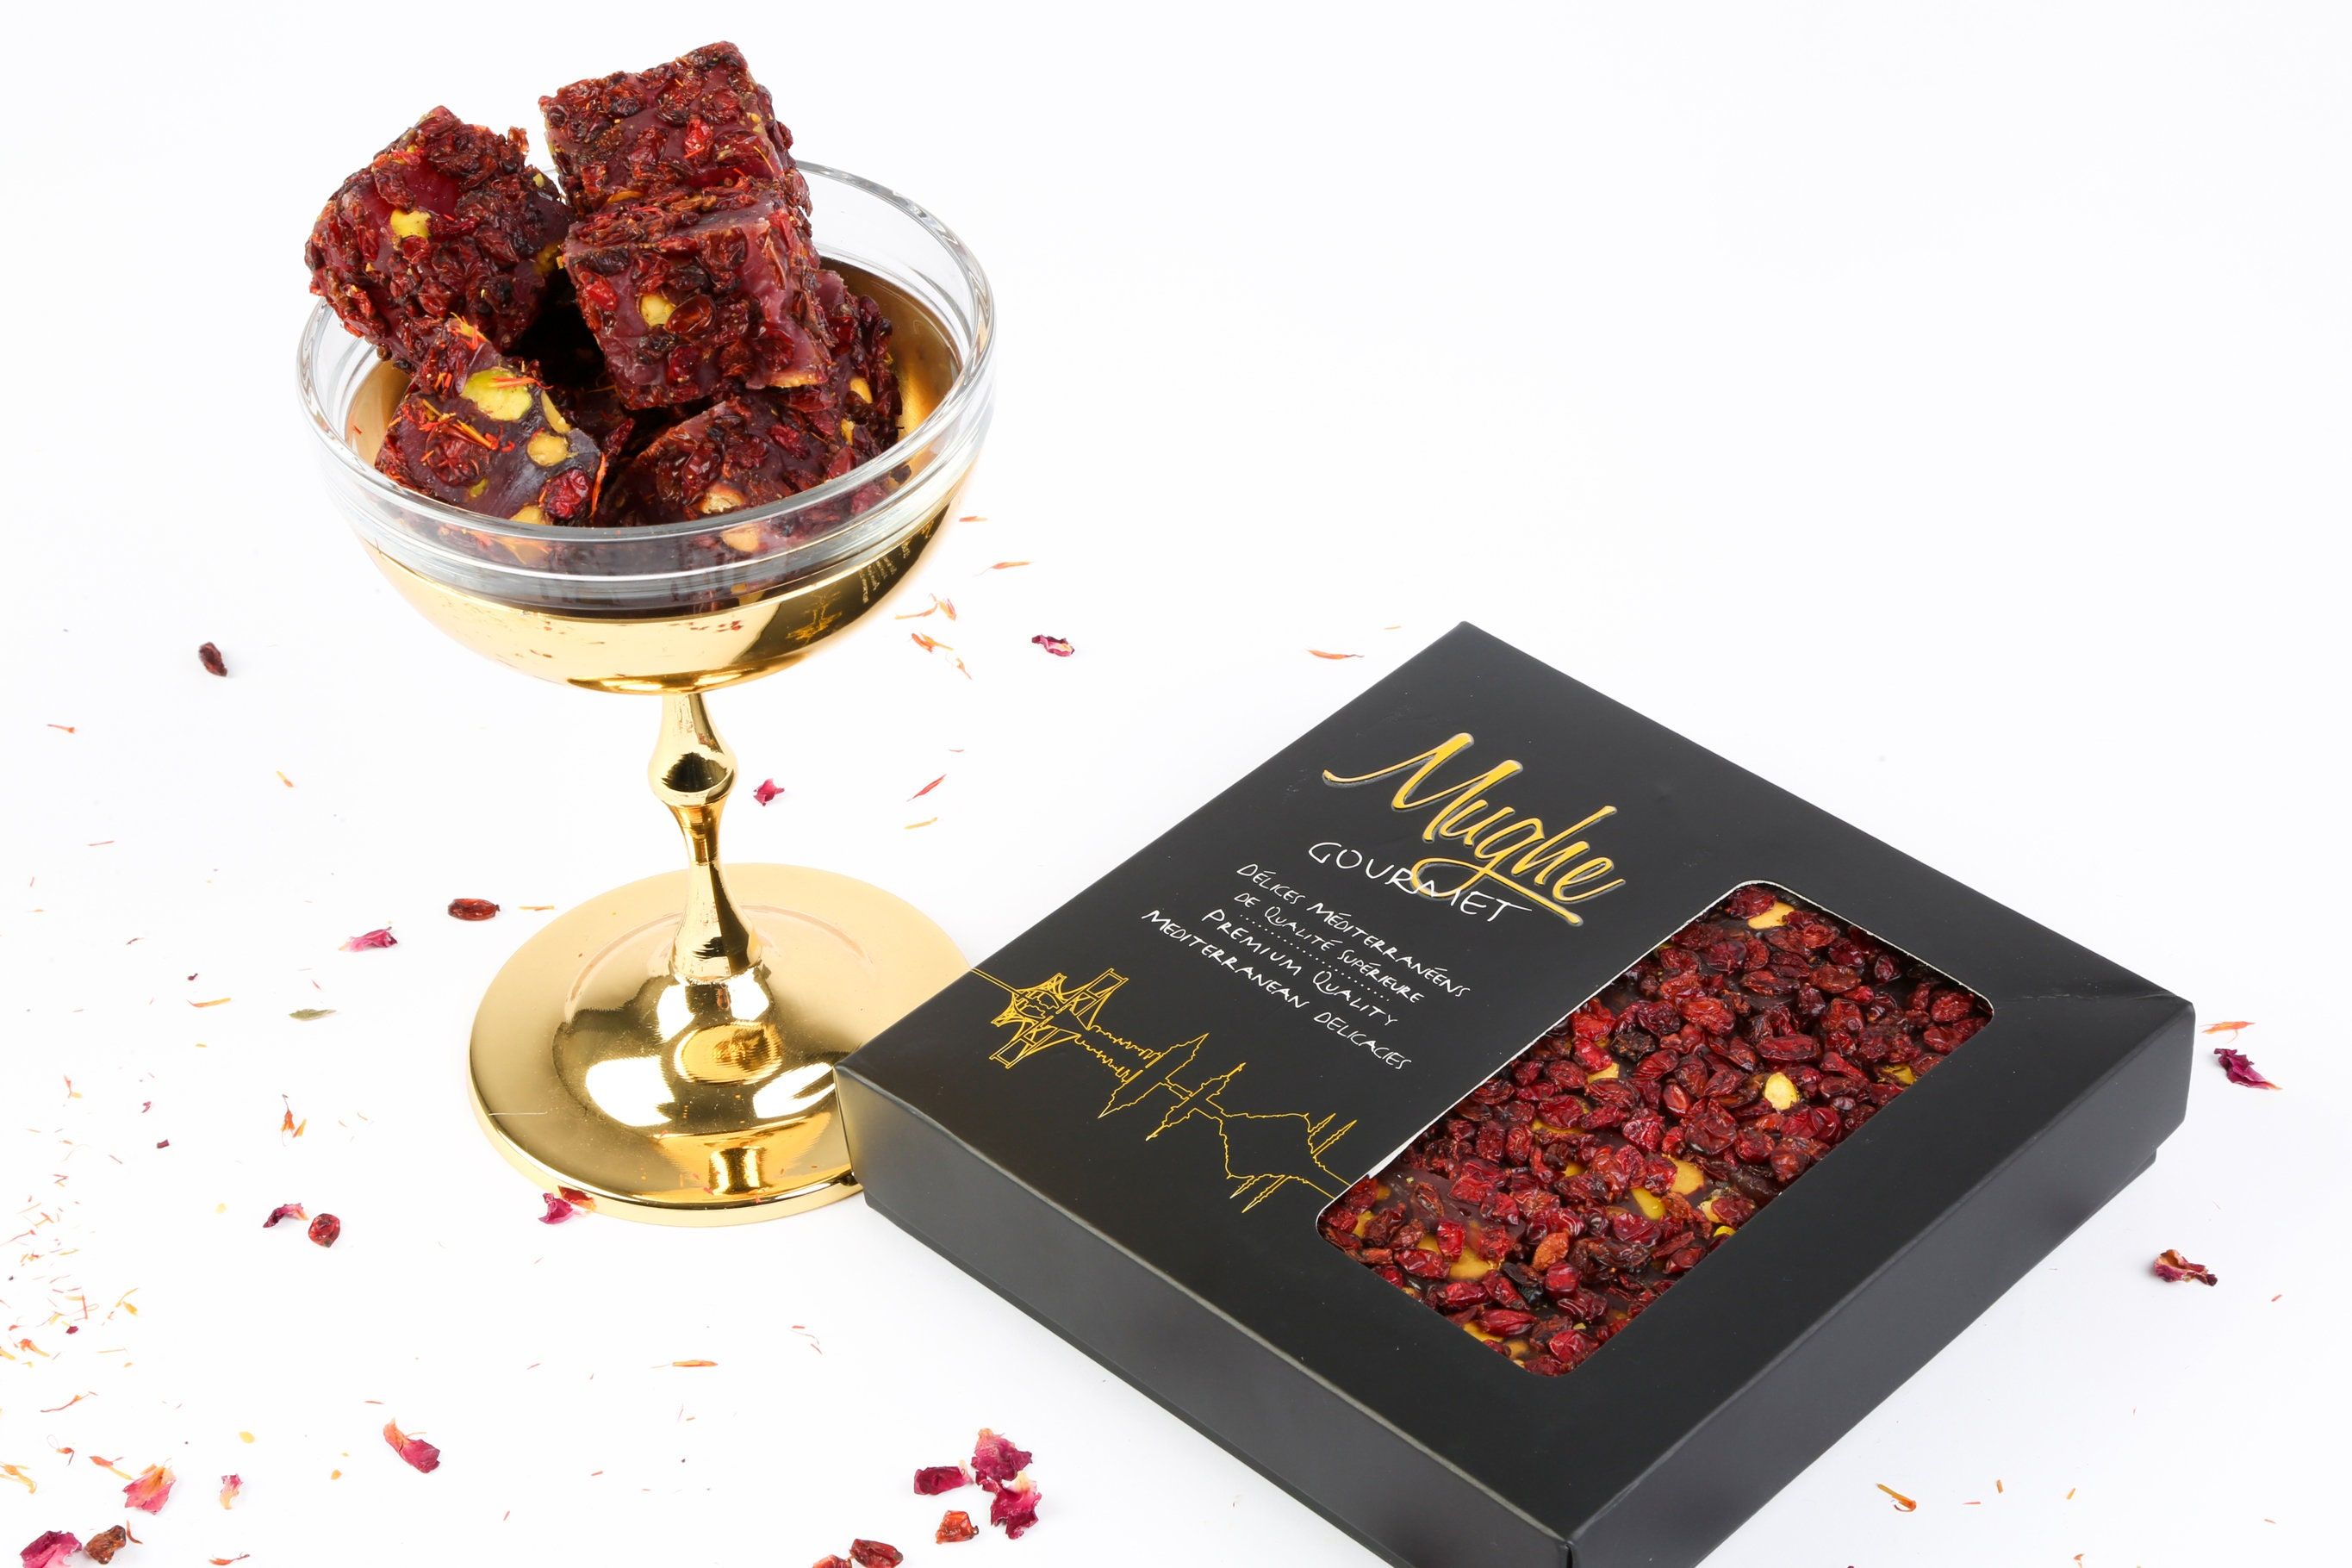 Mughe
GOURMET
DÉLICES MÉDITERRANÉENS
DE QUALITÉ SUPÉRIEURE
PREMIUM QUALITY
MEDITERRANEAN DELICACIES